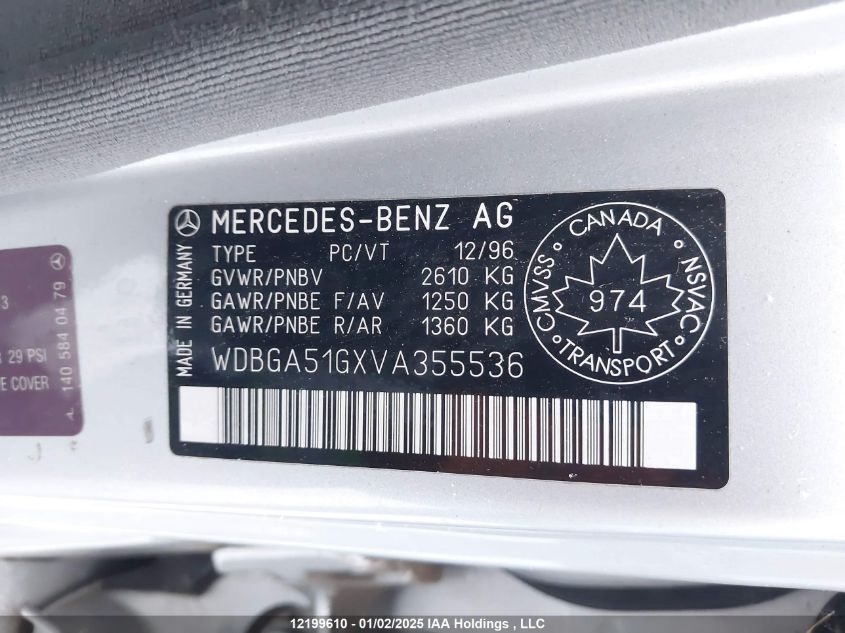 MERCEDES-BENZ AG
TYPE PC/VT 12/96
GVWR/PNBV 2610 KG
GAWR/PNBE F/AV 1250 KG
GAWR/PNBE R/AR 1360 KG
WDBGA51GXVA355536
MADE IN GERMANY
CANADA
CMVSS
NSVAC
974
TRANSPORT
3
29 PSI
E COVER
A. 140 584 04 79
12199610 - 01/02/2025 IAA Holdings , LLC